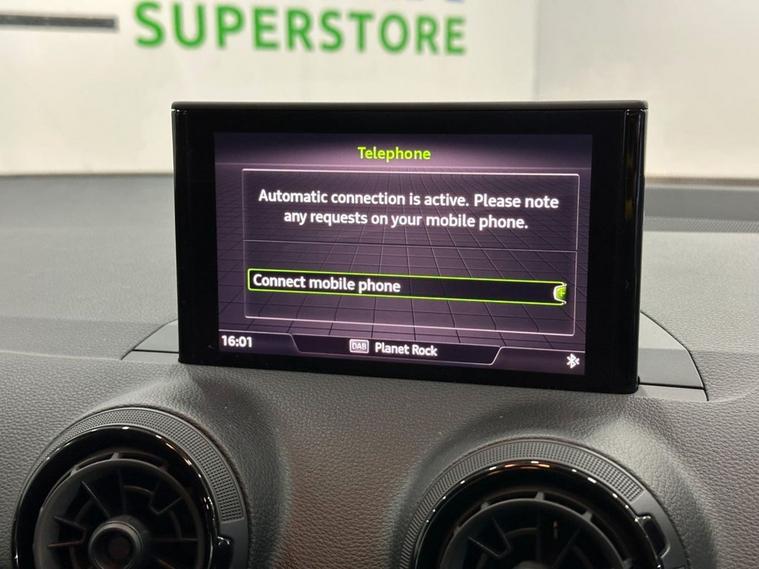 SUPERSTORE
Telephone
Automatic connection is active. Please note
any requests on your mobile phone.
Connect mobile phone
16:01
DAB Planet Rock